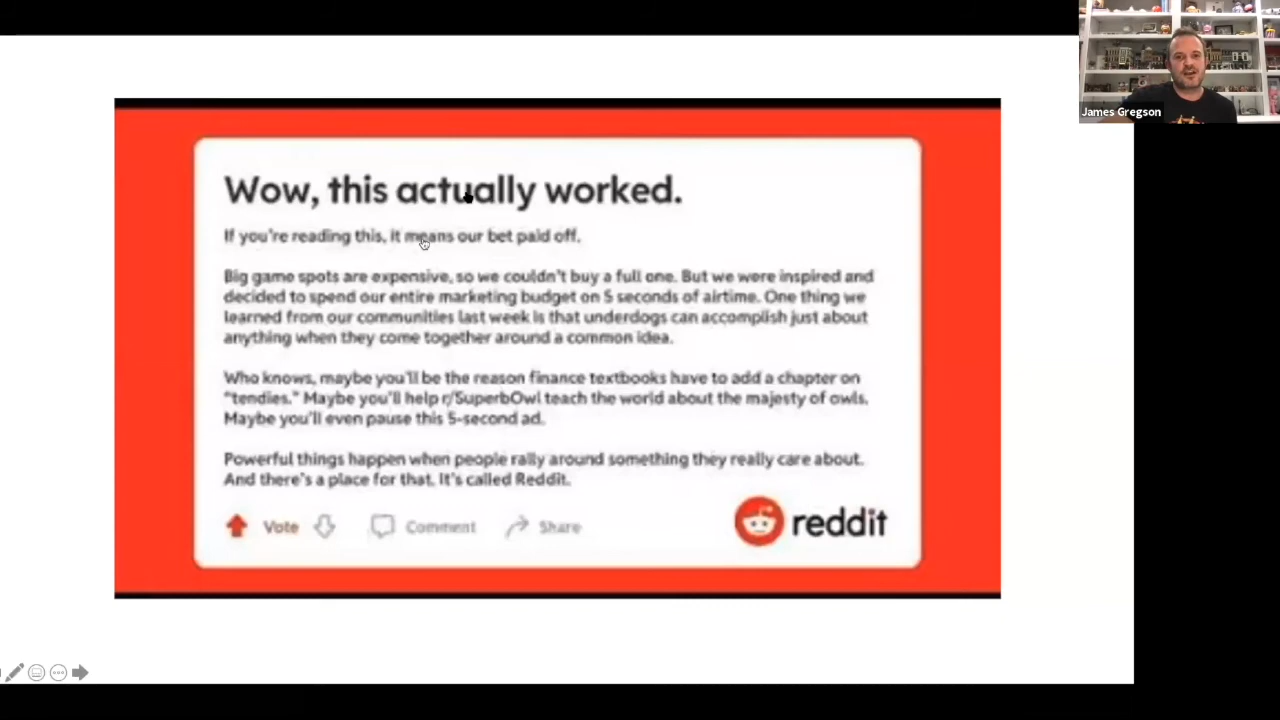 James Gregson
Wow, this actually worked.
If you're reading this, it means our bet paid off.
Big game spots are expensive, so we couldn't buy a full one. But we were inspired and
decided to spend our entire marketing budget on 5 seconds of airtime. One thing we
learned from our communities last week is that underdogs can accomplish just about
anything when they come together around a common idea.
Who knows, maybe you'll be the reason finance textbooks have to add a chapter on
"tendies." Maybe you'll help r/SuperbOwl teach the world about the majesty of owls.
Maybe you'll even pause this 5-second ad.
Powerful things happen when people rally around something they really care about.
And there's a place for that. It's called Reddit.
Vote Comment Share
reddit